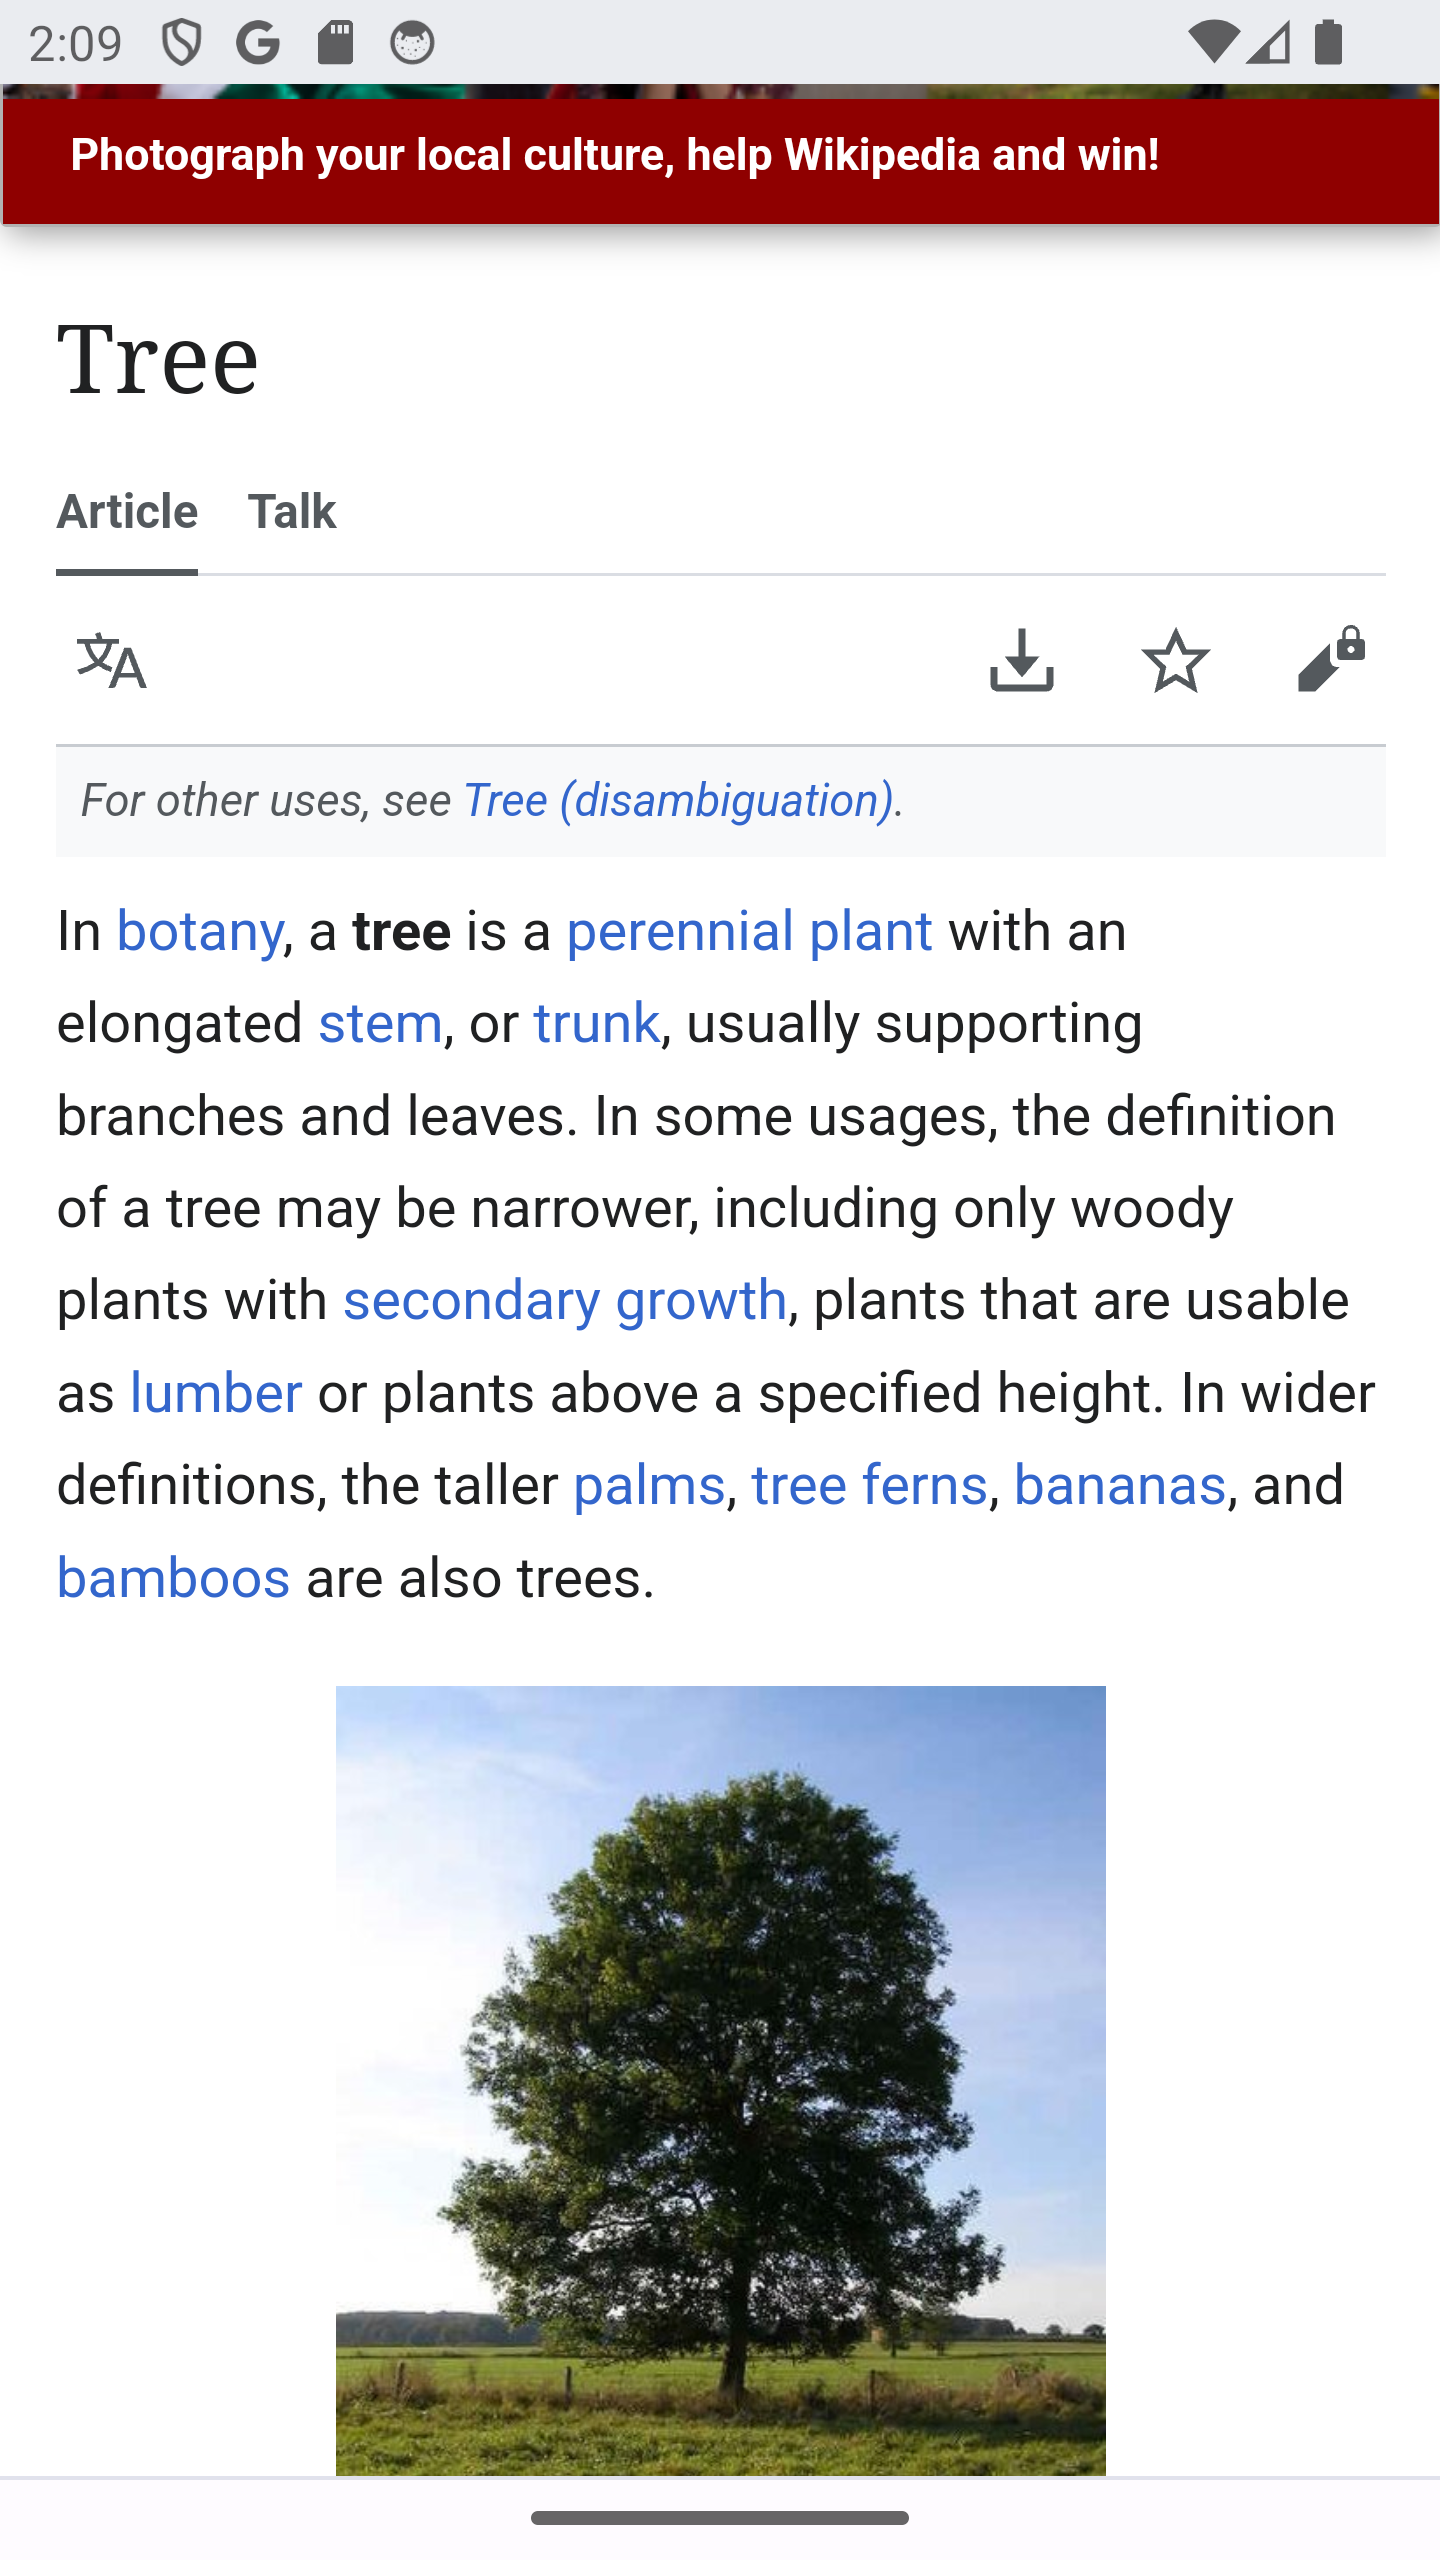 2:09
Photograph your local culture, help Wikipedia and win!
Tree
Article Talk
文A
For other uses, see Tree (disambiguation).
In botany, a tree is a perennial plant with an
elongated stem, or trunk, usually supporting
branches and leaves. In some usages, the definition
of a tree may be narrower, including only woody
plants with secondary growth, plants that are usable
as lumber or plants above a specified height. In wider
definitions, the taller palms, tree ferns, bananas, and
bamboos are also trees.